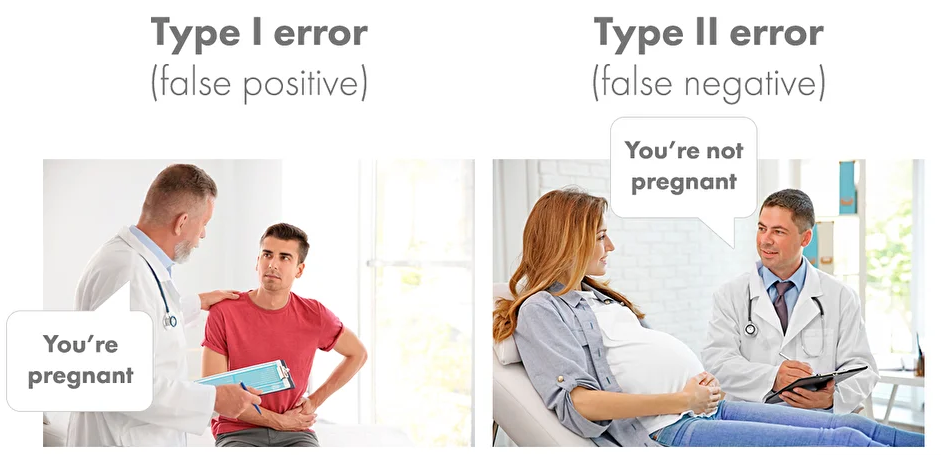 Type I error
(false positive)
Type II error
(false negative)
You're
pregnant
You're not
pregnant